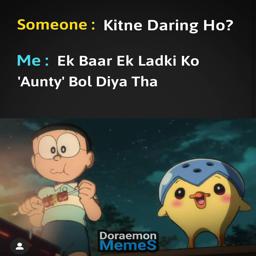 Someone : Kitne Daring Ho?
Me : Ek Baar Ek Ladki Ko
'Aunty' Bol Diya Tha
Doraemon
MemeS